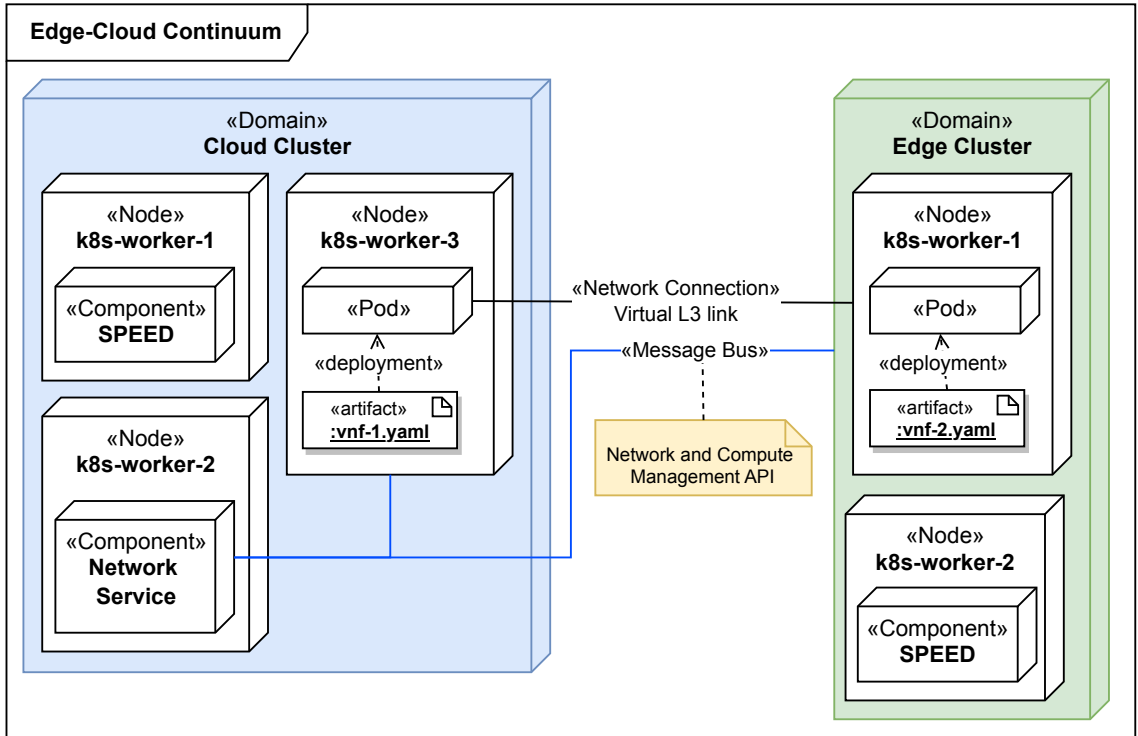 Edge-Cloud Continuum
«Domain»
Cloud Cluster
«Node»
k8s-worker-1
«Component»
SPEED
«Node»
k8s-worker-2
«Component»
Network
Service
«Node»
k8s-worker-3
«Pod»
«deployment»
«artifact»
:vnf-1.yaml
«Network Connection»
Virtual L3 link
«Message Bus»
Network and Compute
Management API
«Domain»
Edge Cluster
«Node»
k8s-worker-1
«Pod»
«deployment»
«artifact»
:vnf-2.yaml
«Node»
k8s-worker-2
«Component»
SPEED